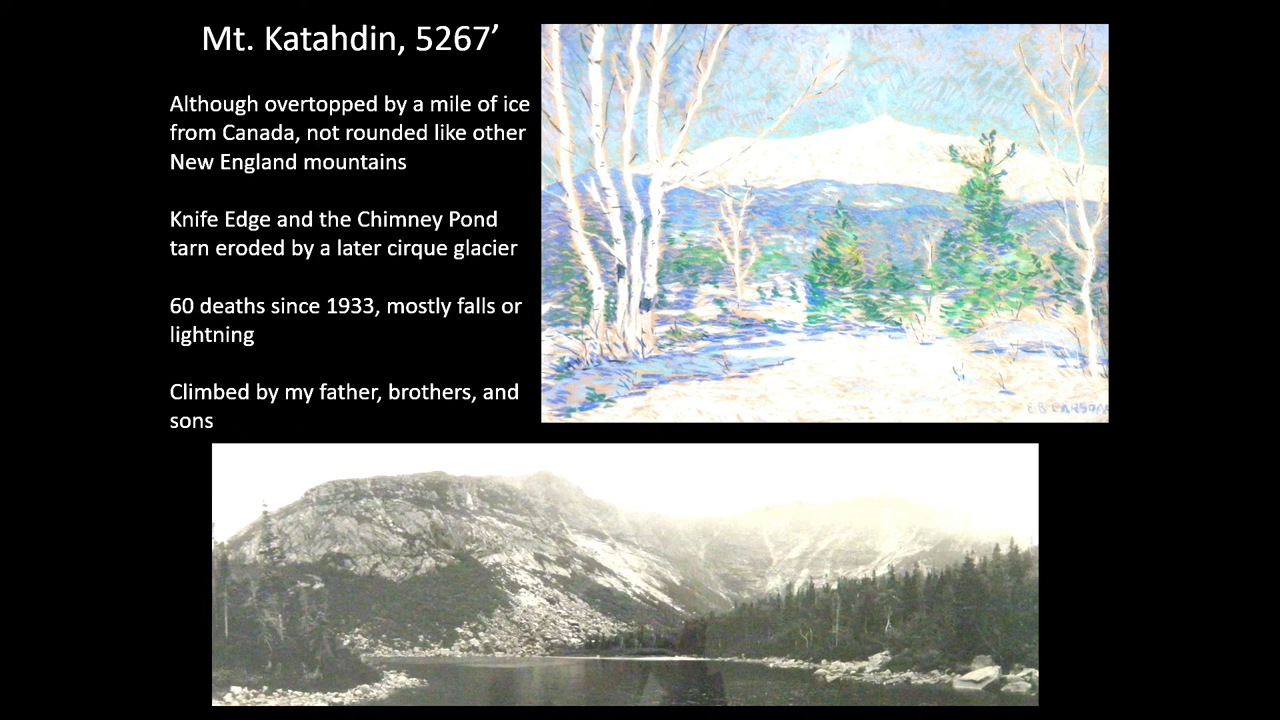 Mt. Katahdin, 5267’
Although overtopped by a mile of ice
from Canada, not rounded like other
New England mountains
Knife Edge and the Chimney Pond
tarn eroded by a later cirque glacier
60 deaths since 1933, mostly falls or
lightning
Climbed by my father, brothers, and
sons
E B LARSON